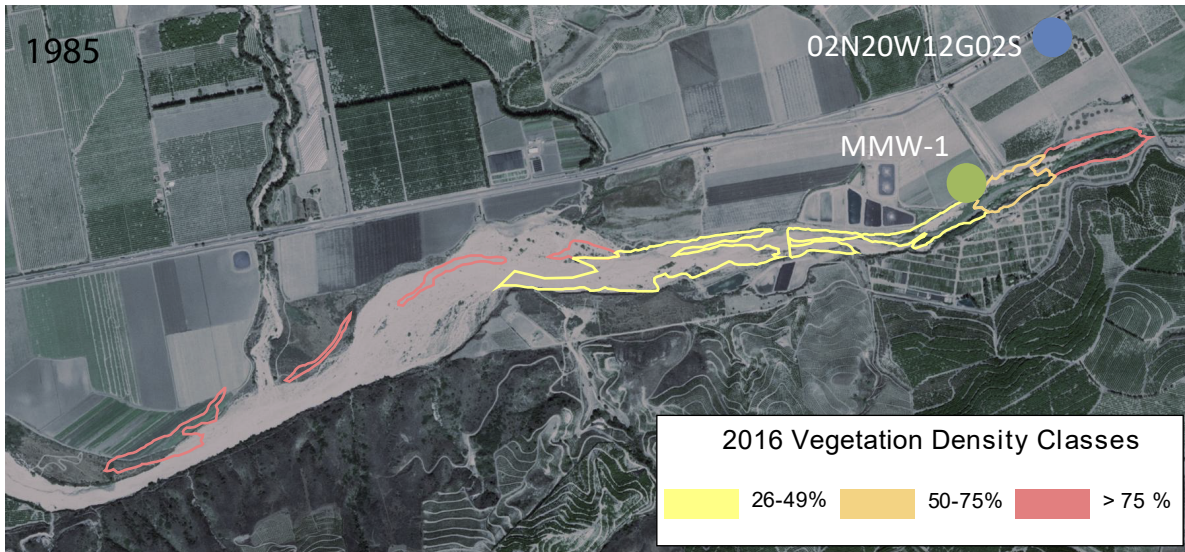 1985
02N20W12G02S
MMW-1
2016 Vegetation Density Classes
26-49%
50-75%
> 75 %